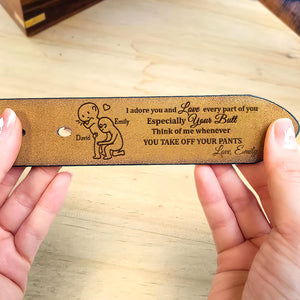 Emily
David
I adore you and Love every part of you
Especially Your Butt
Think of me whenever
YOU TAKE OFF YOUR PANTS
Love, Emily